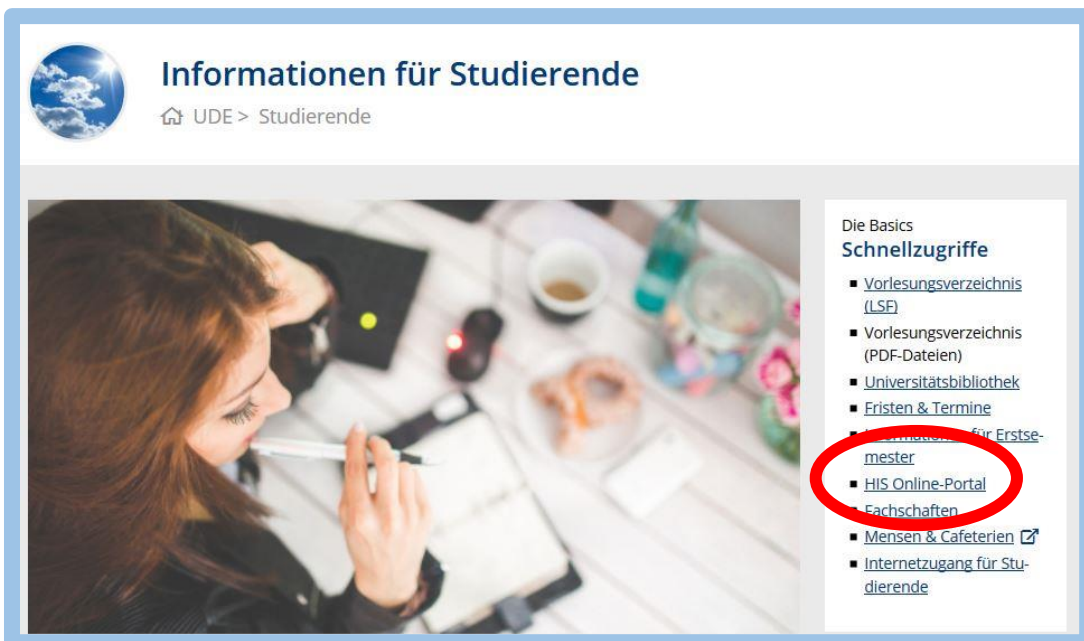 Informationen für Studierende
UDE > Studierende
Die Basics
Schnellzugriffe
Vorlesungsverzeichnis
(LSF)
Vorlesungsverzeichnis
(PDF-Dateien)
Universitätsbibliothek
Fristen & Termine
Informationen für Erstse-
mester
HIS Online-Portal
Fachschaften
Mensen & Cafeterien
Internetzugang für Stu-
dierende